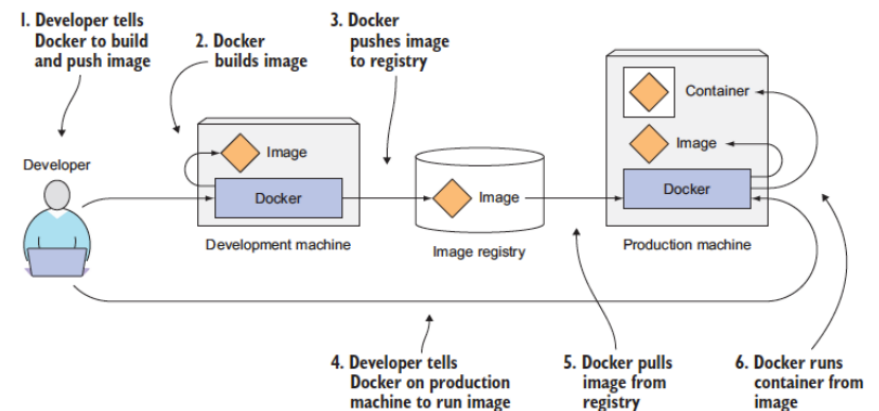 1. Developer tells
Docker to build
and push image
2. Docker
builds image
3. Docker
pushes image
to registry
Container
Image
Docker
Production machine
Developer
Image
Docker
Development machine
Image
Image registry
4. Developer tells
Docker on production
machine to run image
5. Docker pulls
image from
registry
6. Docker runs
container from
image